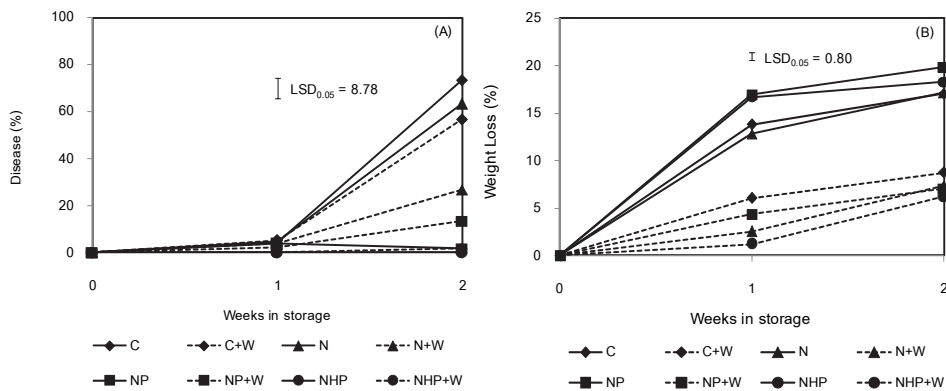 (A)
100
80
60
40
20
0
Disease (%)
LSD0.05 = 8.78
0 1 2
Weeks in storage
C C+W N N+W
NP NP+W NHP NHP+W
(B)
25
20
15
10
5
0
Weight Loss (%)
LSD0.05 = 0.80
0 1 2
Weeks in storage
C C+W N N+W
NP NP+W NHP NHP+W